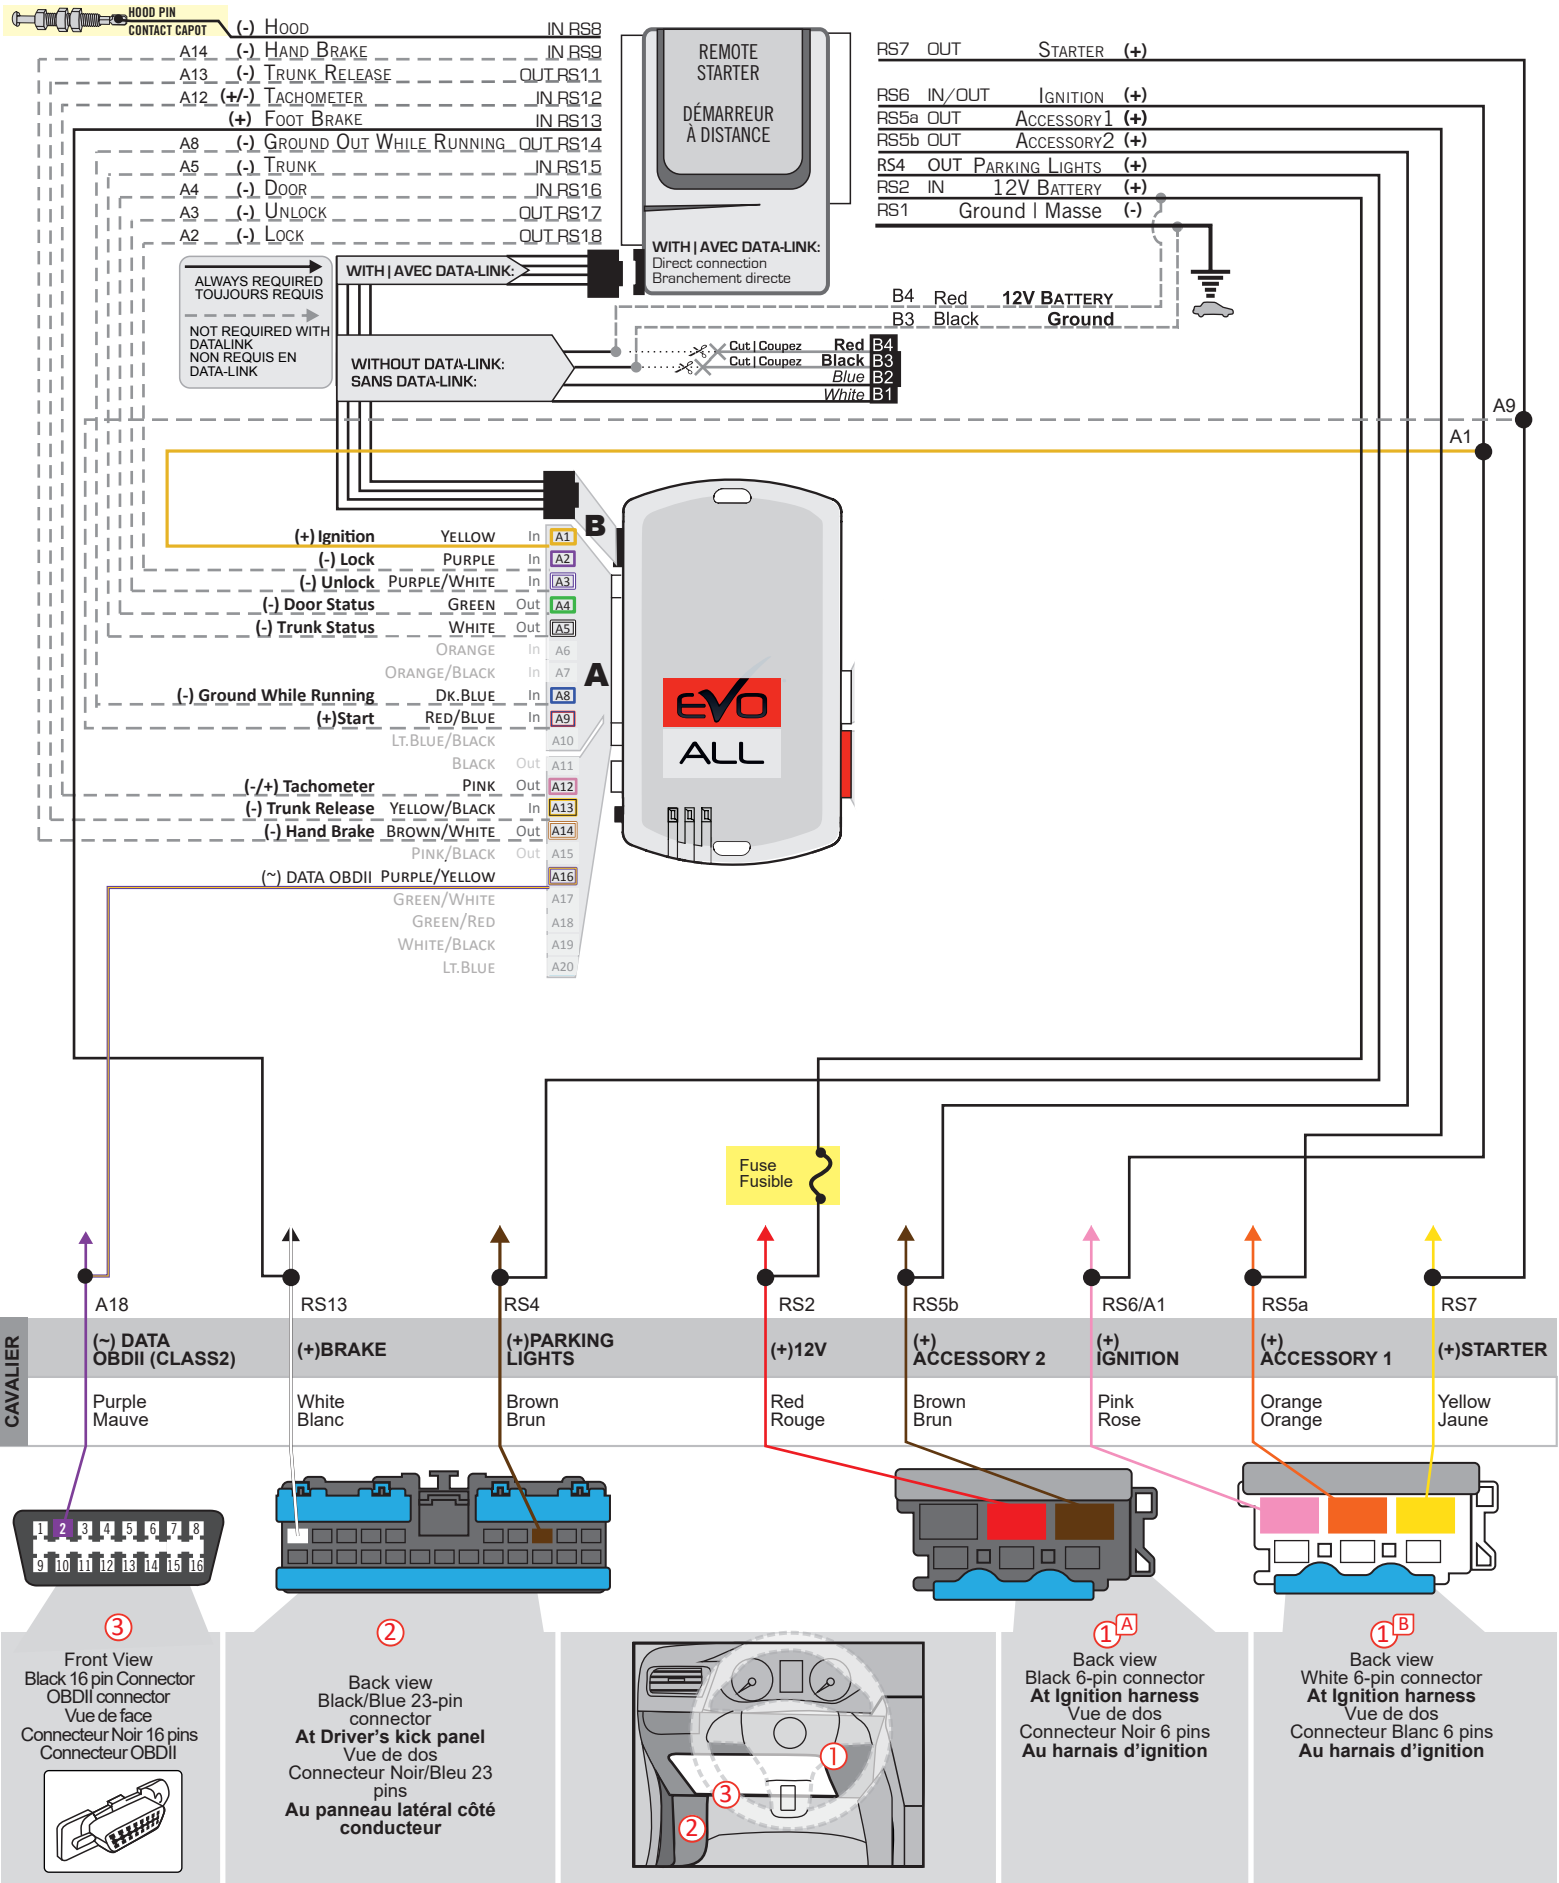 HOOD PIN
CONTACT CAPOT
(-) HOOD IN RS8
A14 (-) HAND BRAKE IN RS9
A13 (-) TRUNK RELEASE OUT RS11
A12 (+/-) TACHOMETER IN RS12
(+) FOOT BRAKE IN RS13
A8 (-) GROUND OUT WHILE RUNNING OUT RS14
A5 (-) TRUNK IN RS15
A4 (-) DOOR IN RS16
A3 (-) UNLOCK OUT RS17
A2 (-) LOCK OUT RS18
REMOTE
STARTER
DÉMARREUR
À DISTANCE
WITH | AVEC DATA-LINK:
Direct connection
Branchement directe
RS7 OUT STARTER (+)
RS6 IN/OUT IGNITION (+)
RS5a OUT ACCESSORY1 (+)
RS5b OUT ACCESSORY2 (+)
RS4 OUT PARKING LIGHTS (+)
RS2 IN 12V BATTERY (+)
RS1 Ground | Masse (-)
ALWAYS REQUIRED
TOUJOURS REQUIS
NOT REQUIRED WITH
DATALINK
NON REQUIS EN
DATA-LINK
WITH | AVEC DATA-LINK:
WITHOUT DATA-LINK:
SANS DATA-LINK:
B4 Red 12V BATTERY
B3 Black Ground
Cut | Coupez Red B4
Cut | Coupez Black B3
Blue B2
White B1
A9
A1
B
A
(+) Ignition YELLOW In A1
(-) Lock PURPLE In A2
(-) Unlock PURPLE/WHITE In A3
(-) Door Status GREEN Out A4
(-) Trunk Status WHITE Out A5
ORANGE In A6
ORANGE/BLACK In A7
(-) Ground While Running DK.BLUE In A8
(+)Start RED/BLUE In A9
LT.BLUE/BLACK A10
BLACK Out A11
(-/+) Tachometer PINK Out A12
(-) Trunk Release YELLOW/BLACK In A13
(-) Hand Brake BROWN/WHITE Out A14
PINK/BLACK Out A15
(~) DATA OBDII PURPLE/YELLOW A16
GREEN/WHITE A17
GREEN/RED A18
WHITE/BLACK A19
LT.BLUE A20
EVO
ALL
Fuse
Fusible
A18 RS13 RS4 RS2 RS5b RS6/A1 RS5a RS7
CAVALIER
(~) DATA
OBDII (CLASS2)
(+)BRAKE
(+)PARKING
LIGHTS
(+)12V
(+)
ACCESSORY 2
(+)
IGNITION
(+)
ACCESSORY 1
(+)STARTER
Purple
Mauve
White
Blanc
Brown
Brun
Red
Rouge
Brown
Brun
Pink
Rose
Orange
Orange
Yellow
Jaune
1 2 3 4 5 6 7 8
9 10 11 12 13 14 15 16
3
Front View
Black 16 pin Connector
OBDII connector
Vue de face
Connecteur Noir 16 pins
Connecteur OBDII
2
Back view
Black/Blue 23-pin
connector
At Driver's kick panel
Vue de dos
Connecteur Noir/Bleu 23
pins
Au panneau latéral côté
conducteur
1
3
2
1 A
Back view
Black 6-pin connector
At Ignition harness
Vue de dos
Connecteur Noir 6 pins
Au harnais d'ignition
1 B
Back view
White 6-pin connector
At Ignition harness
Vue de dos
Connecteur Blanc 6 pins
Au harnais d'ignition